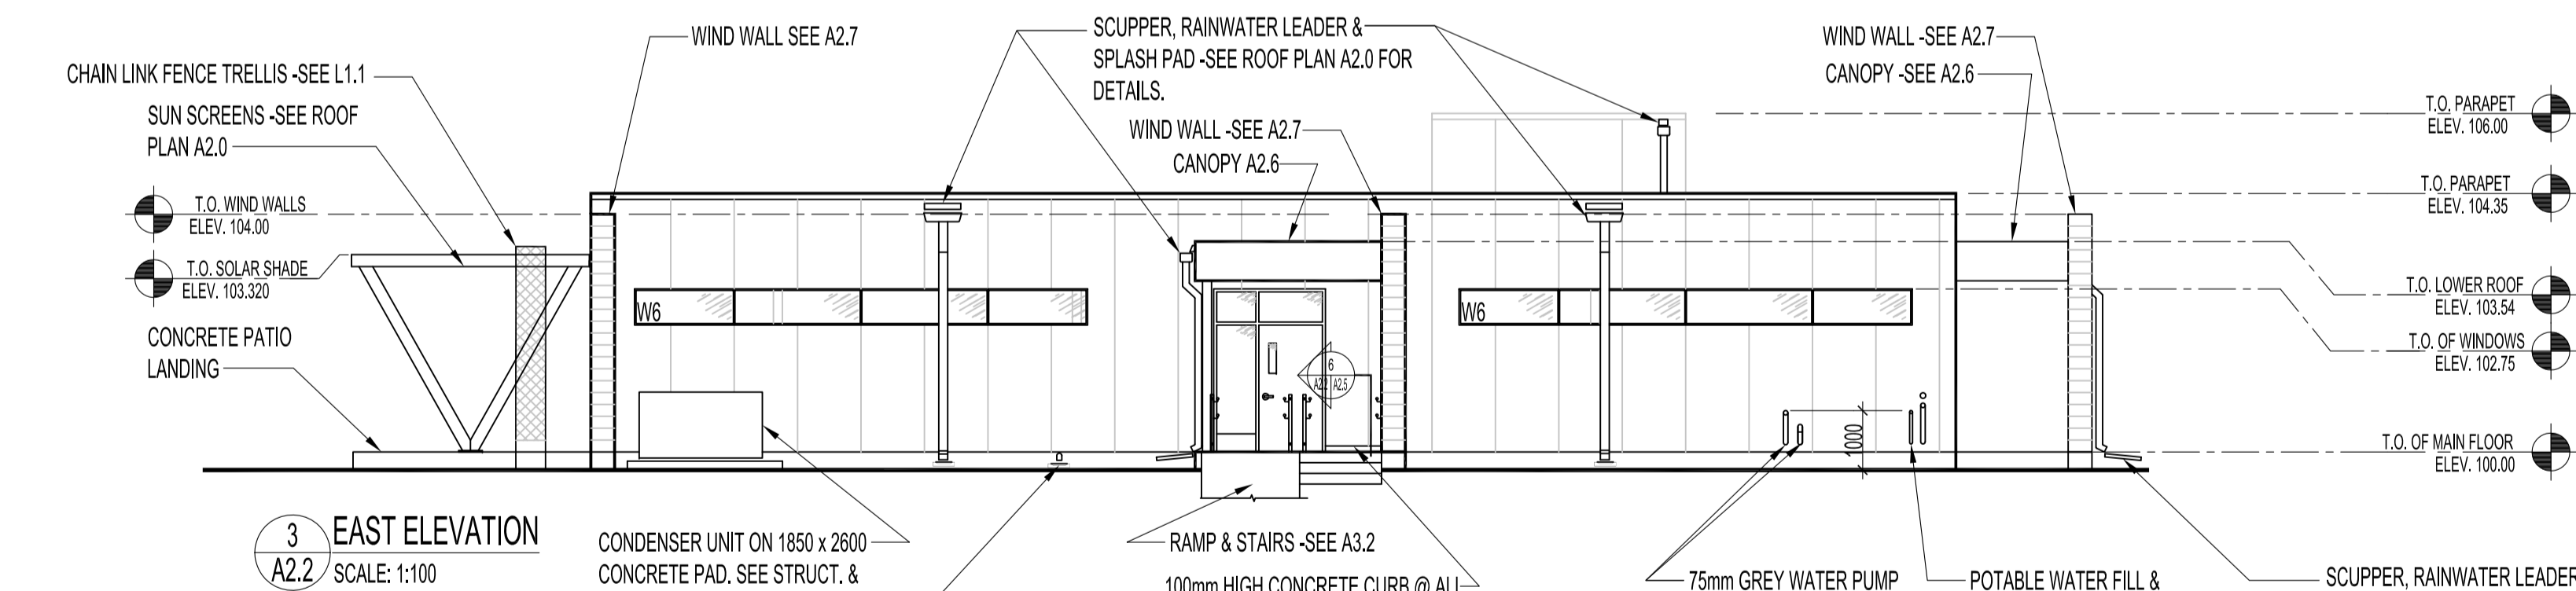 WIND WALL SEE A2.7
SCUPPER, RAINWATER LEADER &
SPLASH PAD -SEE ROOF PLAN A2.0 FOR
DETAILS.
WIND WALL -SEE A2.7
CANOPY -SEE A2.6
CHAIN LINK FENCE TRELLIS -SEE L1.1
SUN SCREENS -SEE ROOF
PLAN A2.0
WIND WALL -SEE A2.7
CANOPY A2.6
T.O. PARAPET
ELEV. 106.00
T.O. PARAPET
ELEV. 104.35
T.O. WIND WALLS
ELEV. 104.00
T.O. SOLAR SHADE
ELEV. 103.320
T.O. LOWER ROOF
ELEV. 103.54
W6
W6
CONCRETE PATIO
LANDING
T.O. OF WINDOWS
ELEV. 102.75
6
A2.5
1000
T.O. OF MAIN FLOOR
ELEV. 100.00
3
A2.2
EAST ELEVATION
SCALE: 1:100
CONDENSER UNIT ON 1850 x 2600
CONCRETE PAD. SEE STRUCT. &
RAMP & STAIRS -SEE A3.2
100mm HIGH CONCRETE CURB @ ALL
75mm GREY WATER PUMP
POTABLE WATER FILL &
SCUPPER, RAINWATER LEADER